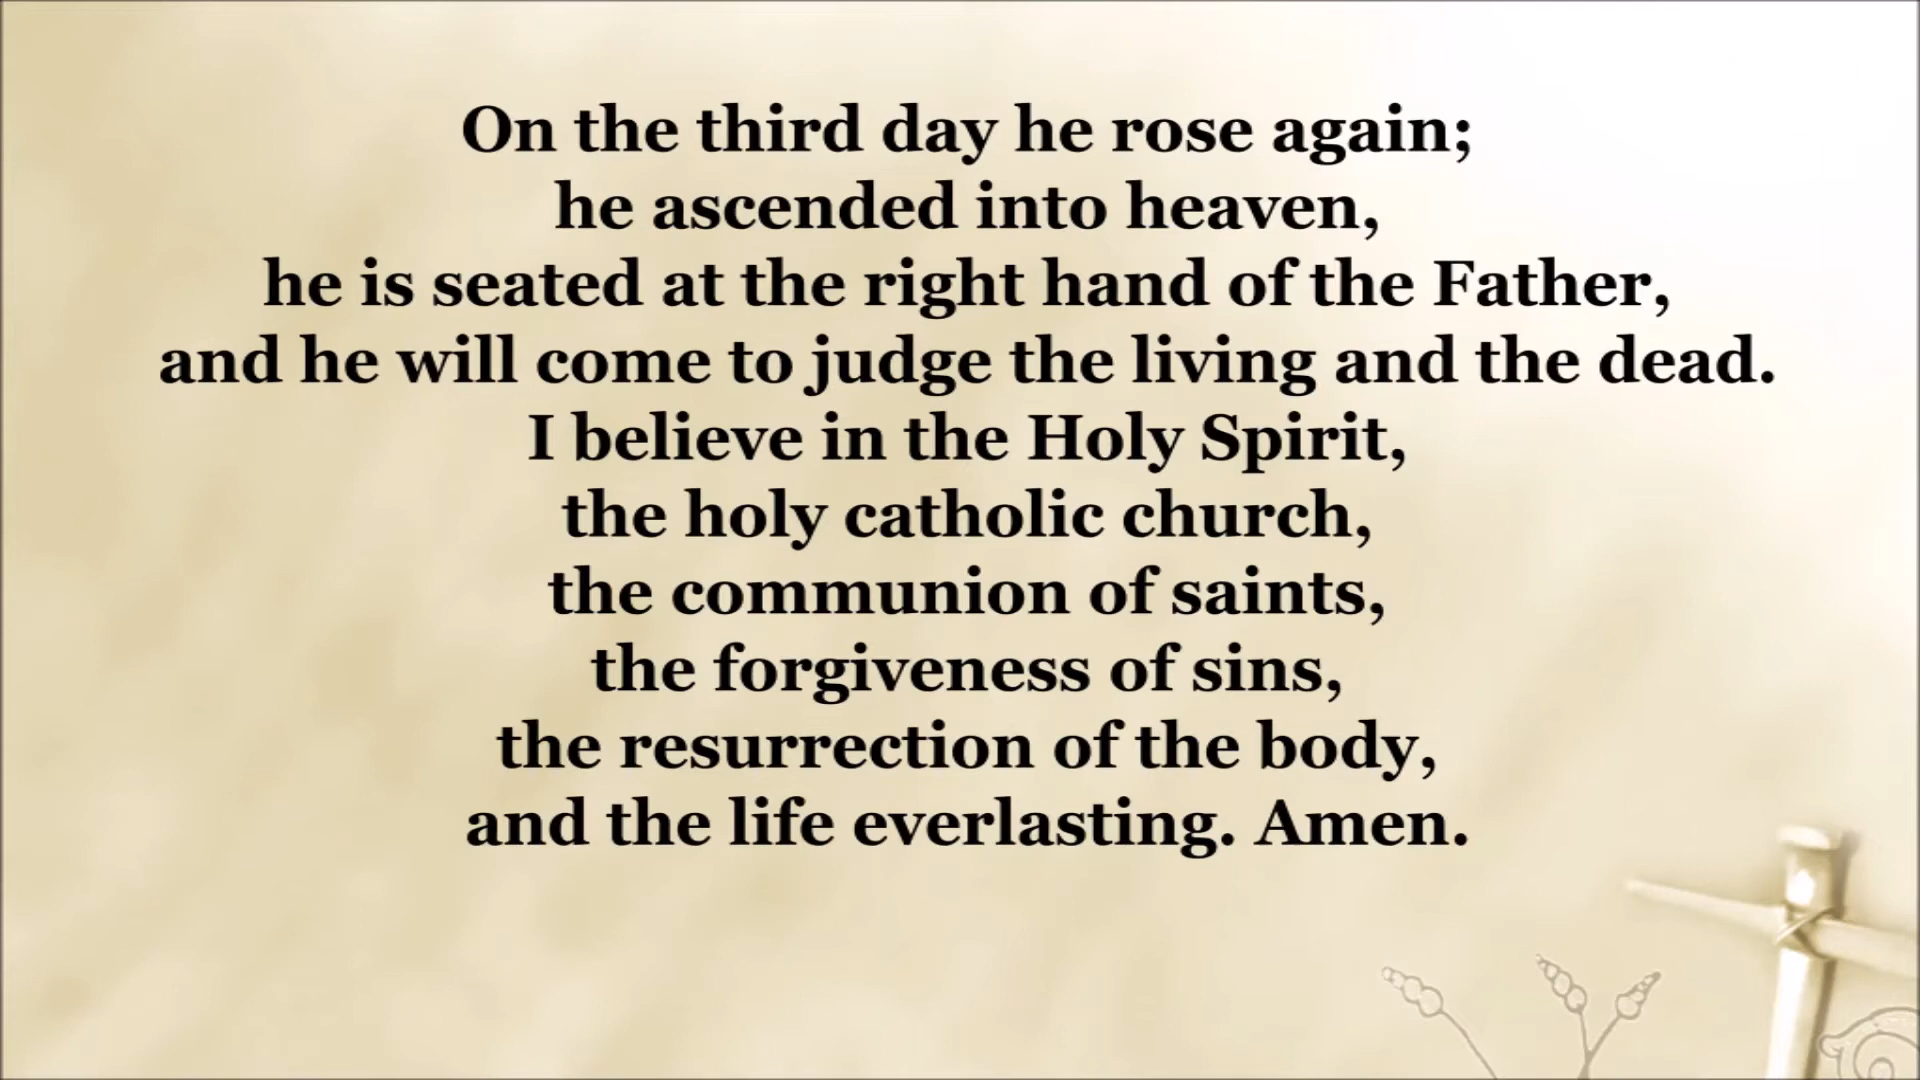 On the third day he rose again;
he ascended into heaven,
he is seated at the right hand of the Father,
and he will come to judge the living and the dead.
I believe in the Holy Spirit,
the holy catholic church,
the communion of saints,
the forgiveness of sins,
the resurrection of the body,
and the life everlasting. Amen.